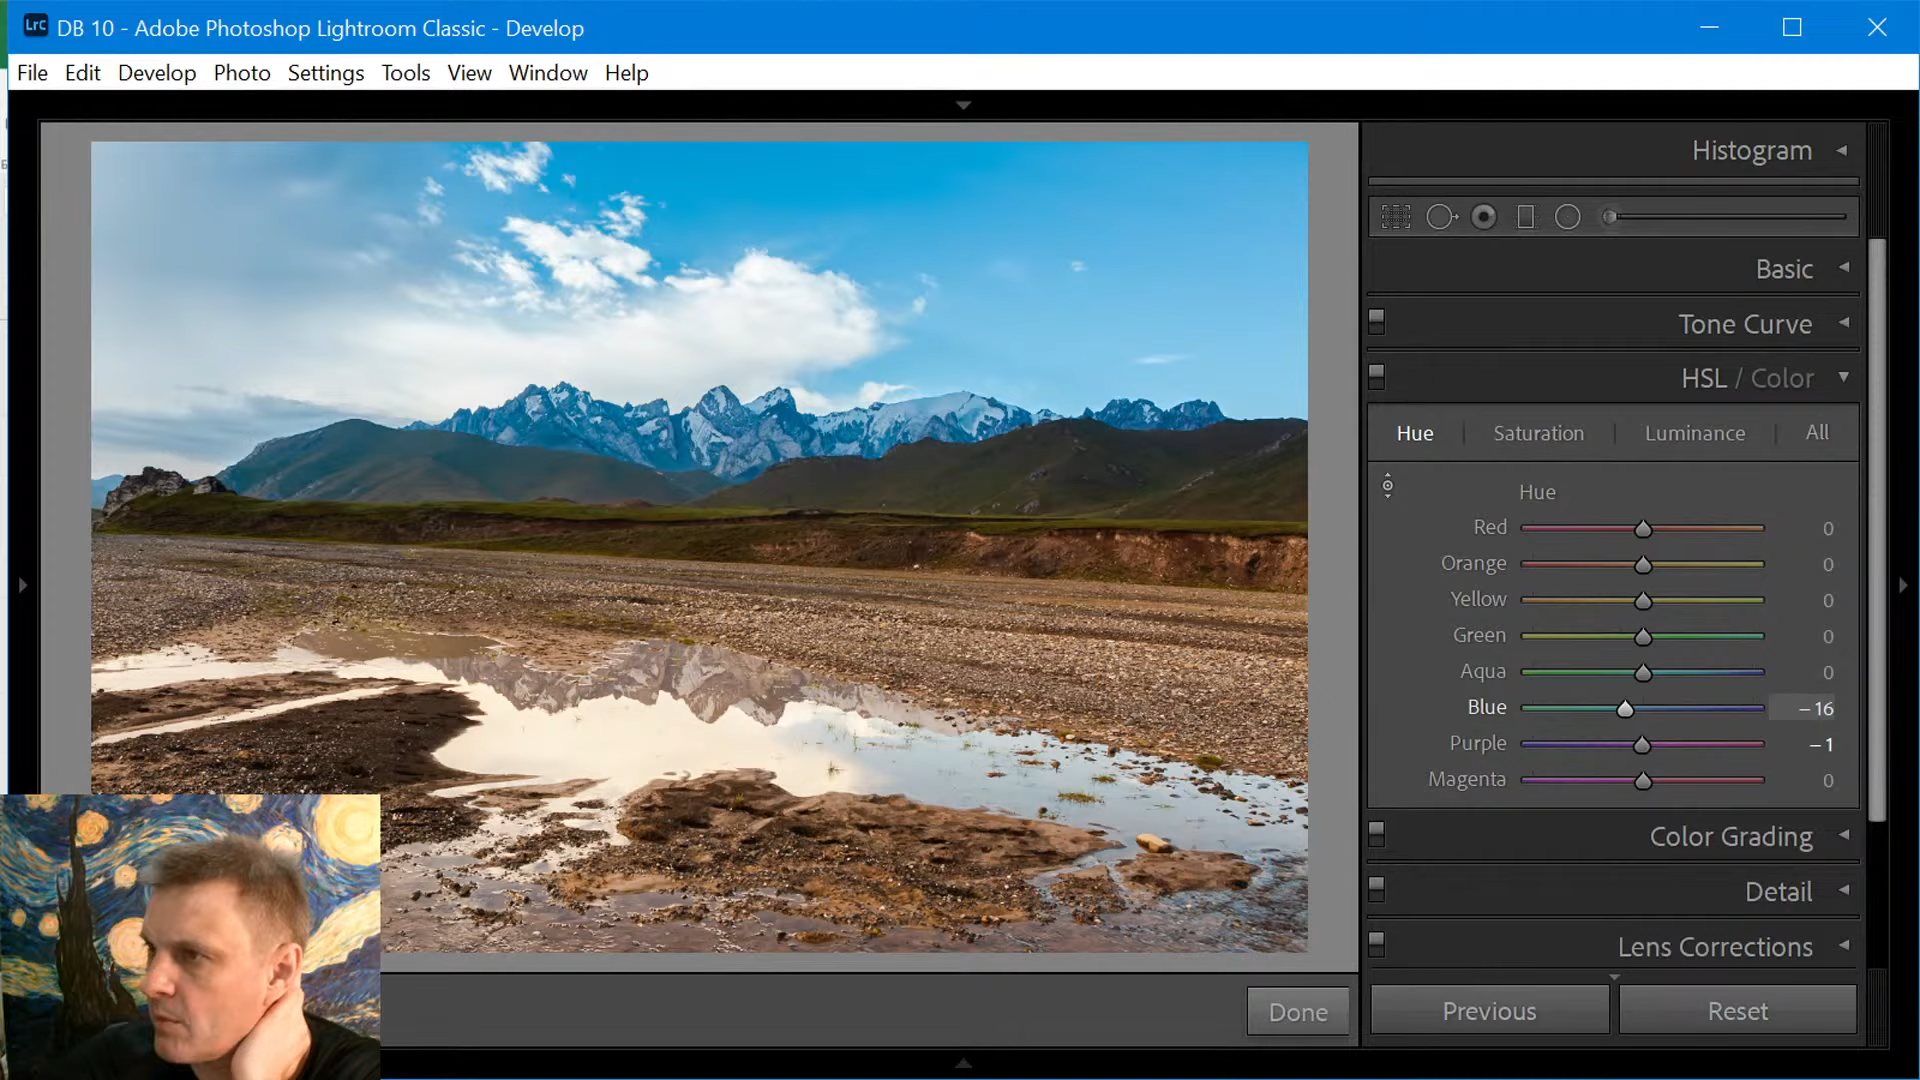 Lrc DB 10 - Adobe Photoshop Lightroom Classic - Develop
File Edit Develop Photo Settings Tools View Window Help
Histogram
Basic
Tone Curve
HSL / Color
Hue Saturation Luminance All
Hue
Red 0
Orange 0
Yellow 0
Green 0
Aqua 0
Blue – 16
Purple – 1
Magenta 0
Color Grading
Detail
Lens Corrections
Done Previous Reset